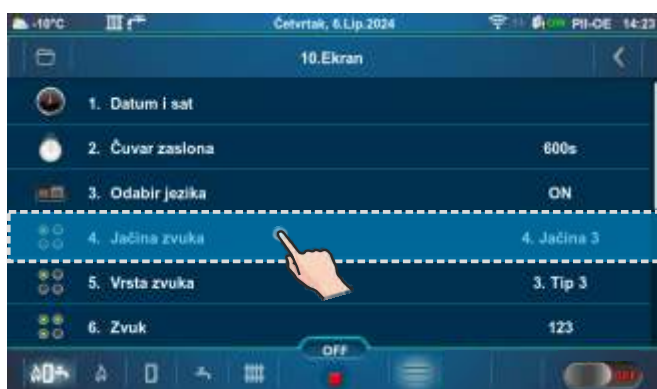 -10°C Četvrtak, 6.Lip.2024 PII-OE 14:23
10.Ekran
1. Datum i sat
2. Čuvar zaslona 600s
3. Odabir jezika ON
4. Jačina zvuka 4. Jačina 3
5. Vrsta zvuka 3. Tip 3
6. Zvuk 123
OFF
OFF